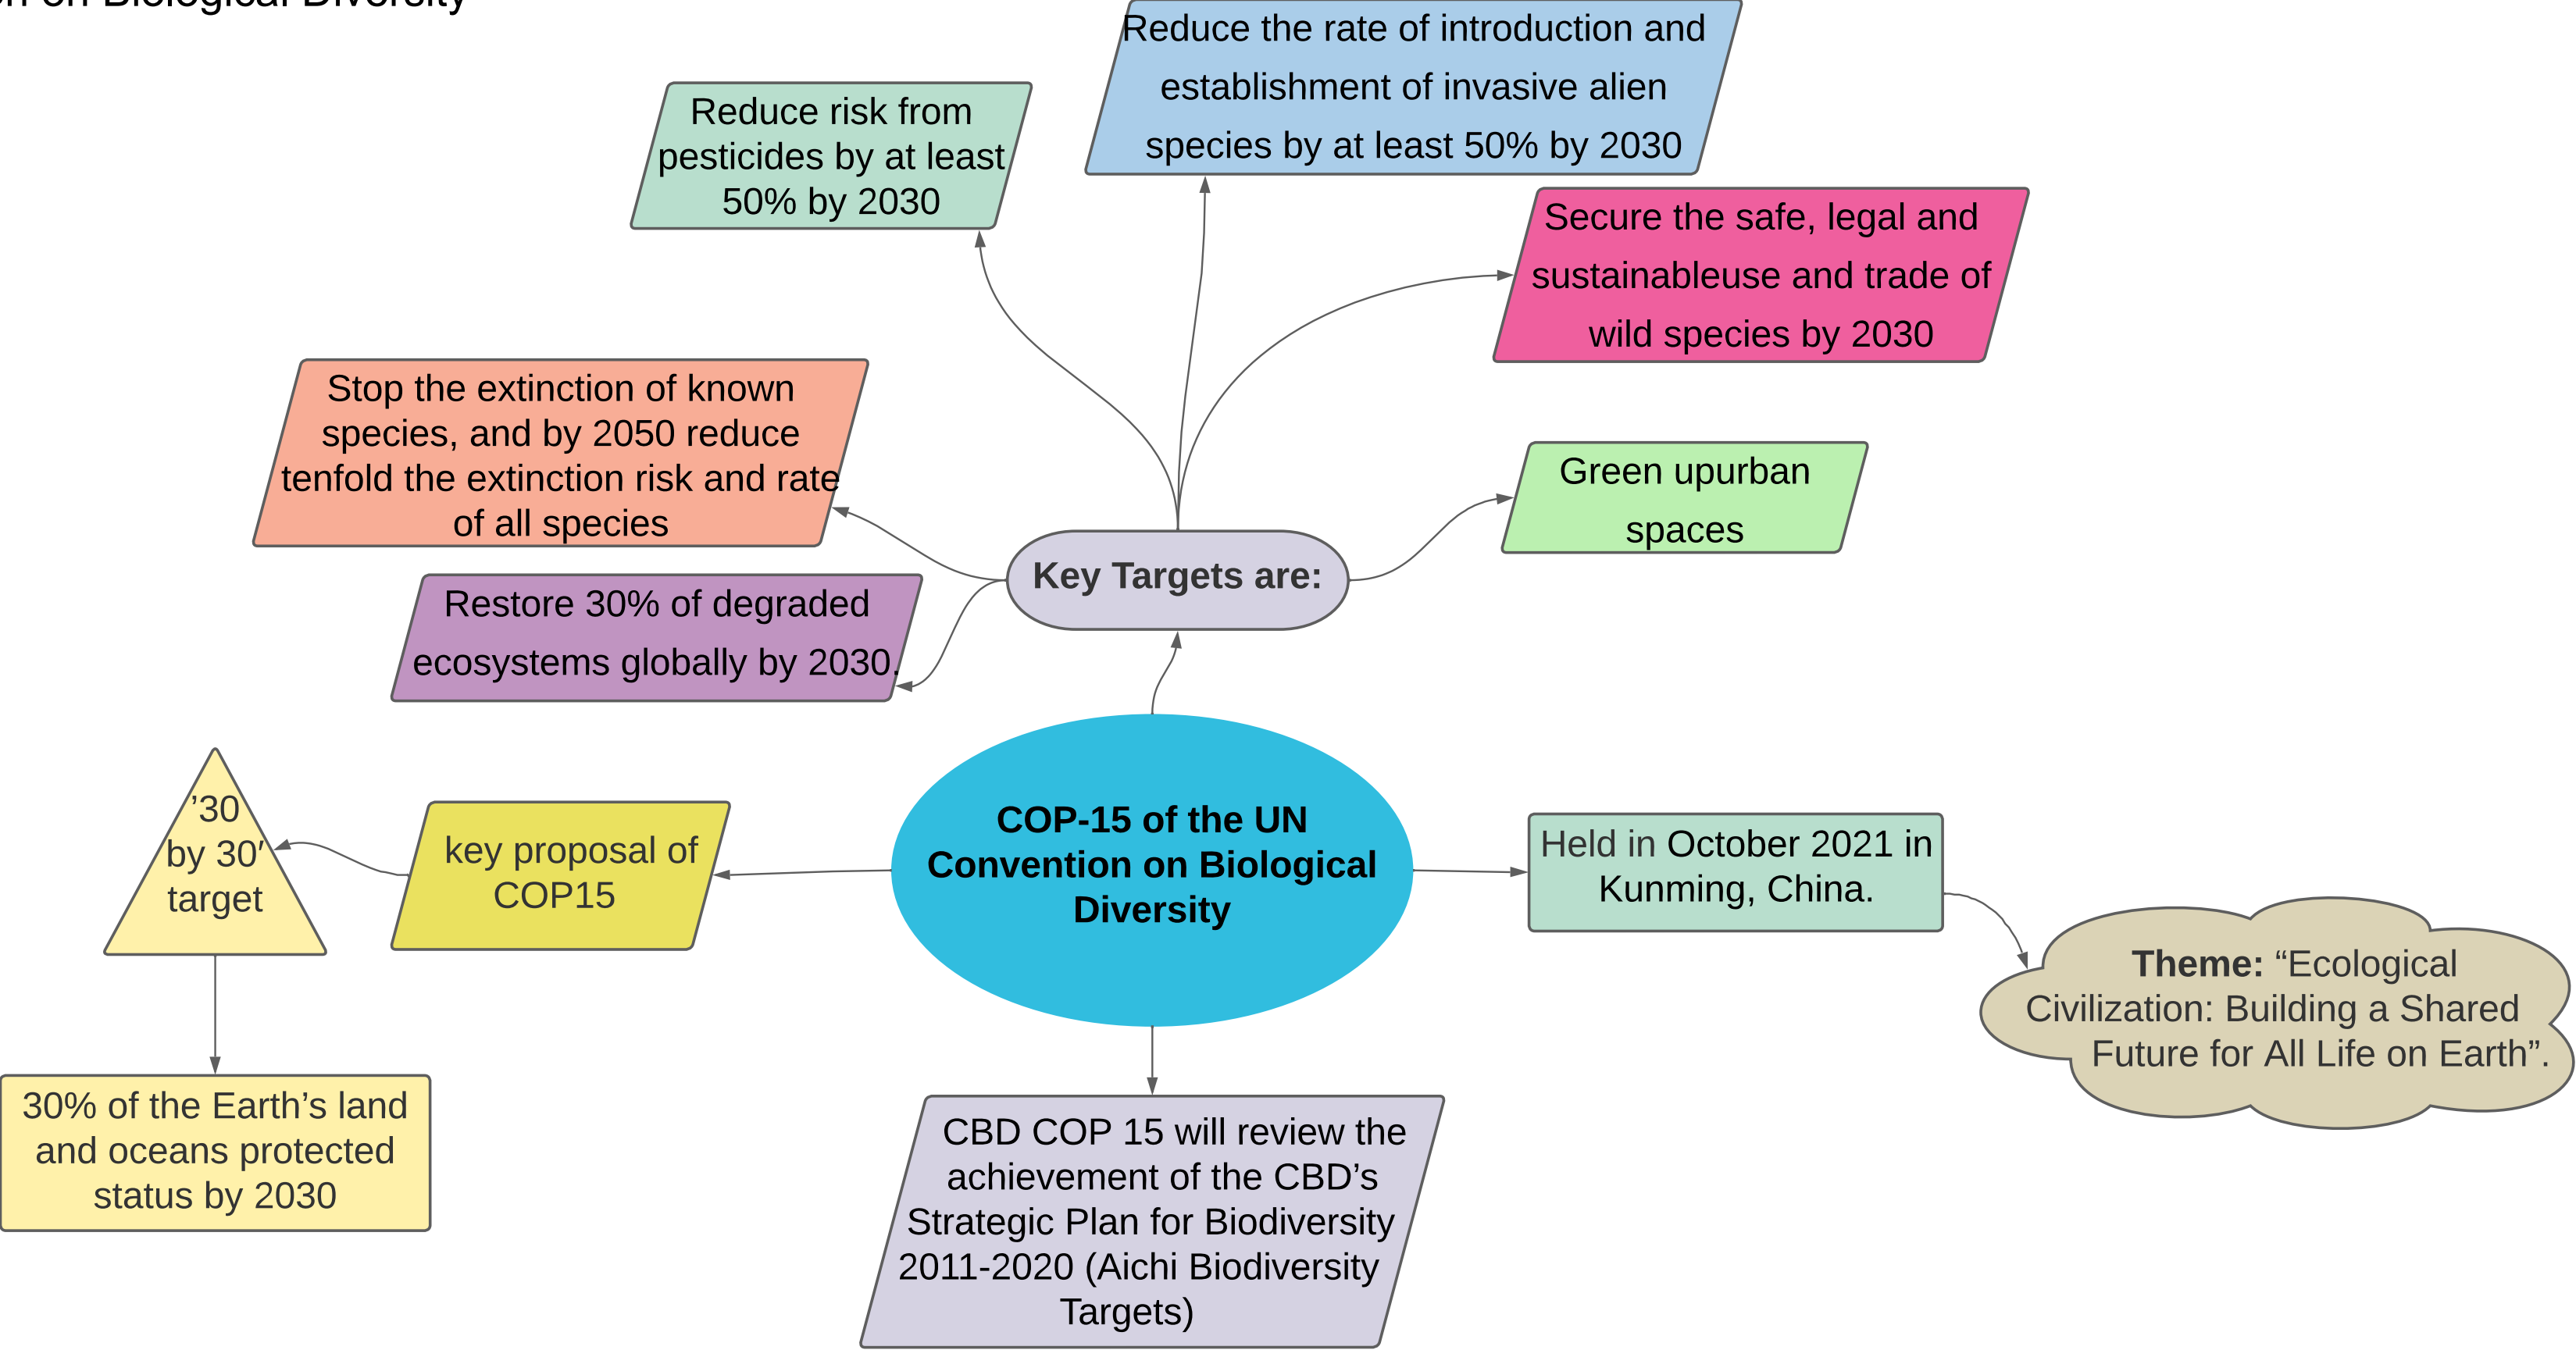 on on Biological Diversity
Reduce the rate of introduction and
establishment of invasive alien
species by at least 50% by 2030
Reduce risk from
pesticides by at least
50% by 2030
Secure the safe, legal and
sustainableuse and trade of
wild species by 2030
Stop the extinction of known
species, and by 2050 reduce
tenfold the extinction risk and rate
of all species
Green upurban
spaces
Key Targets are:
Restore 30% of degraded
ecosystems globally by 2030.
’30
by 30′
target
key proposal of
COP15
COP-15 of the UN
Convention on Biological
Diversity
Held in October 2021 in
Kunming, China.
Theme: “Ecological
Civilization: Building a Shared
Future for All Life on Earth”.
30% of the Earth’s land
and oceans protected
status by 2030
CBD COP 15 will review the
achievement of the CBD’s
Strategic Plan for Biodiversity
2011-2020 (Aichi Biodiversity
Targets)